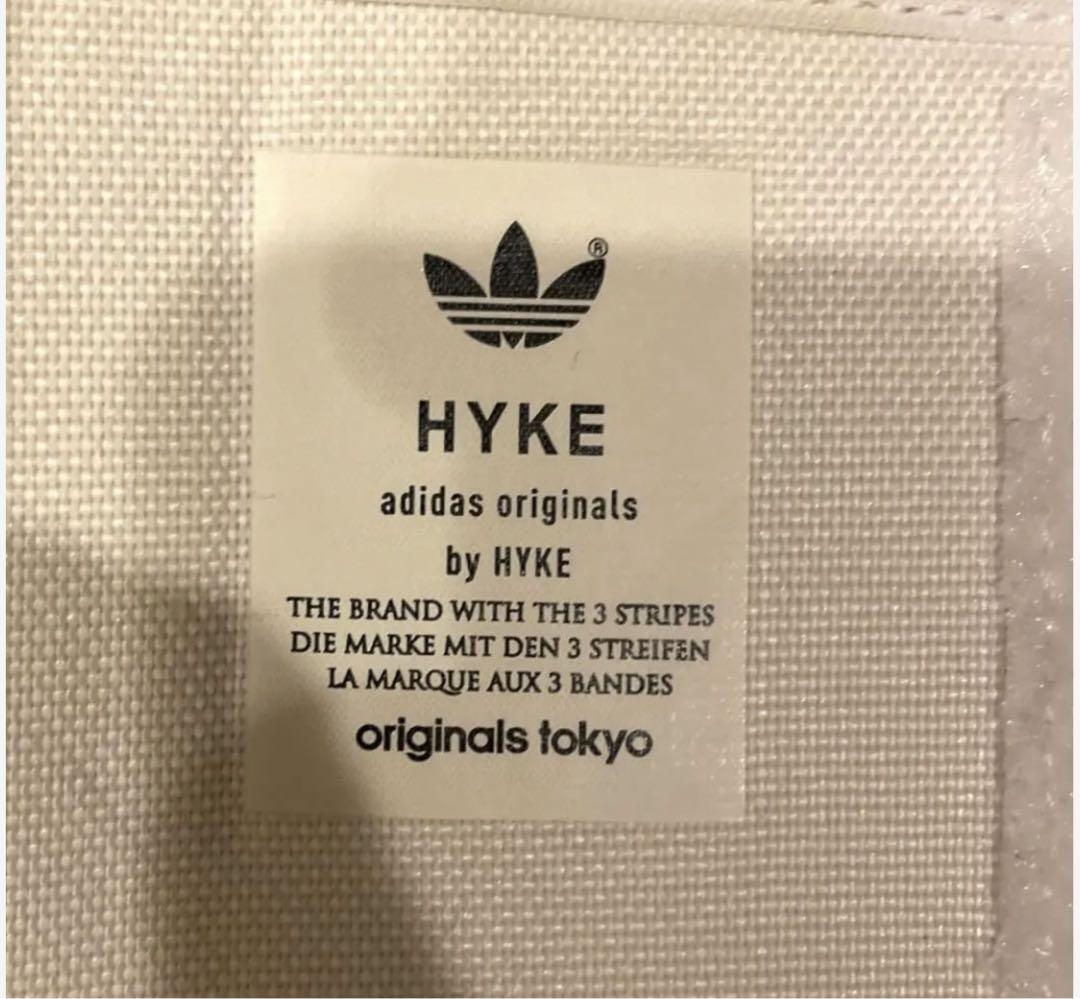 ®
HYKE
adidas originals
by HYKE
THE BRAND WITH THE 3 STRIPES
DIE MARKE MIT DEN 3 STREIFEN
LA MARQUE AUX 3 BANDES
originals tokyo